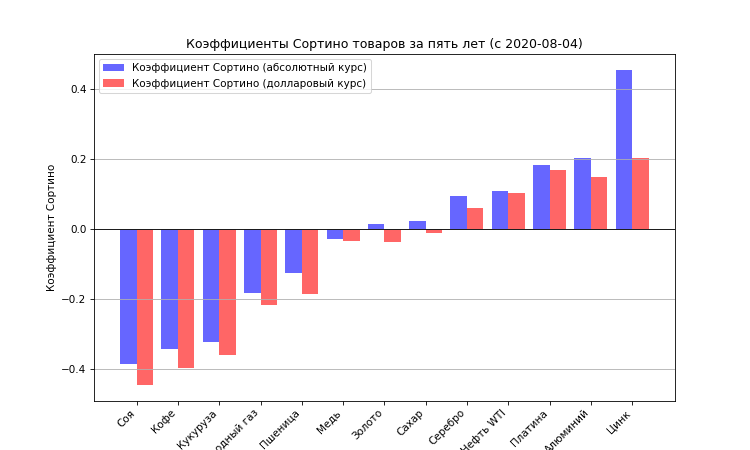 Коэффициенты Сортино товаров за пять лет (с 2020-08-04)
Коэффициент Сортино (абсолютный курс)
Коэффициент Сортино (долларовый курс)
Коэффициент Сортино
0.4
0.2
0.0
−0.2
−0.4
Соя
Кофе
Кукуруза
одный газ
Пшеница
Медь
Золото
Сахар
Серебро
Нефть WTI
Платина
Алюминий
Цинк